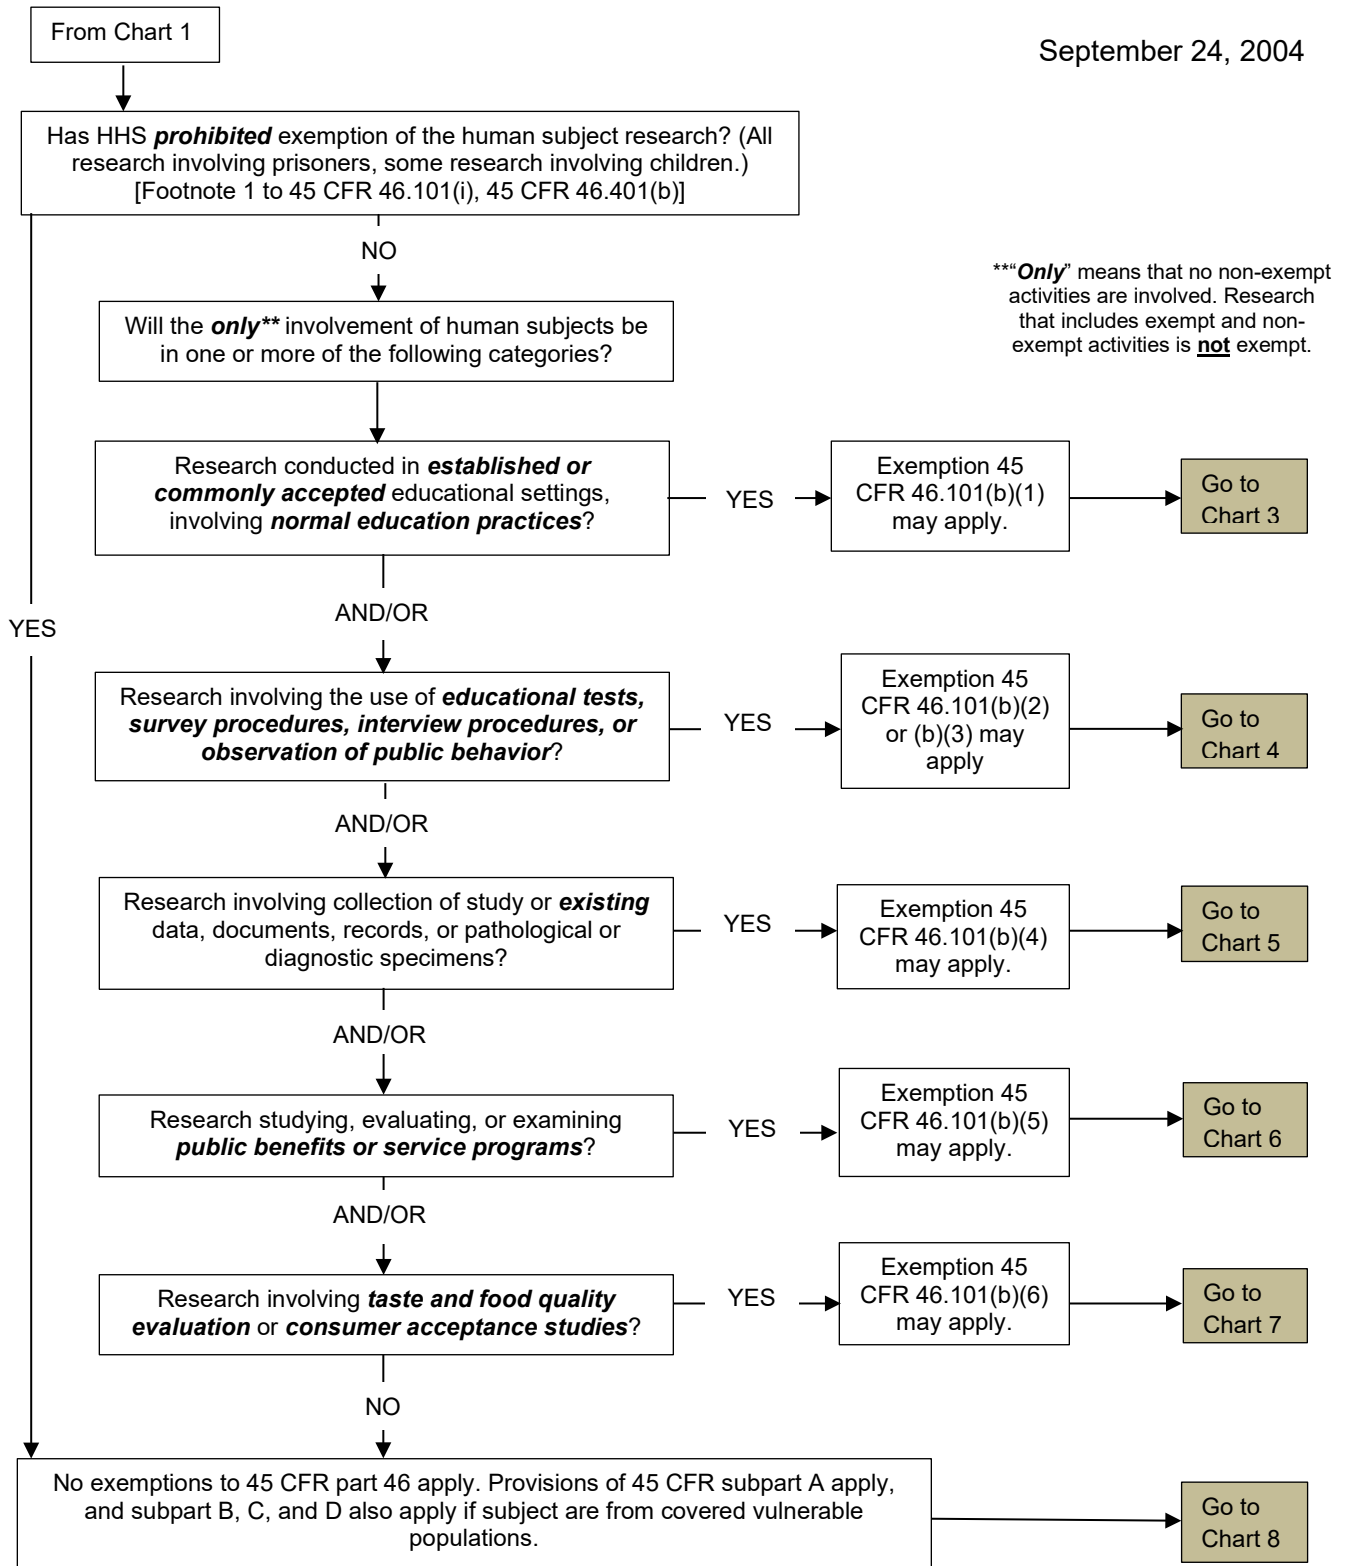 From Chart 1
September 24, 2004
Has HHS prohibited exemption of the human subject research? (All
research involving prisoners, some research involving children.)
[Footnote 1 to 45 CFR 46.101(i), 45 CFR 46.401(b)]
NO
**“Only” means that no non-exempt
activities are involved. Research
that includes exempt and non-
exempt activities is not exempt.
Will the only** involvement of human subjects be
in one or more of the following categories?
Research conducted in established or
commonly accepted educational settings,
involving normal education practices?
YES
Exemption 45
CFR 46.101(b)(1)
may apply.
Go to
Chart 3
AND/OR
YES
Research involving the use of educational tests,
survey procedures, interview procedures, or
observation of public behavior?
YES
Exemption 45
CFR 46.101(b)(2)
or (b)(3) may
apply
Go to
Chart 4
AND/OR
Research involving collection of study or existing
data, documents, records, or pathological or
diagnostic specimens?
YES
Exemption 45
CFR 46.101(b)(4)
may apply.
Go to
Chart 5
AND/OR
Research studying, evaluating, or examining
public benefits or service programs?
YES
Exemption 45
CFR 46.101(b)(5)
may apply.
Go to
Chart 6
AND/OR
Research involving taste and food quality
evaluation or consumer acceptance studies?
YES
Exemption 45
CFR 46.101(b)(6)
may apply.
Go to
Chart 7
NO
No exemptions to 45 CFR part 46 apply. Provisions of 45 CFR subpart A apply,
and subpart B, C, and D also apply if subject are from covered vulnerable
populations.
Go to
Chart 8